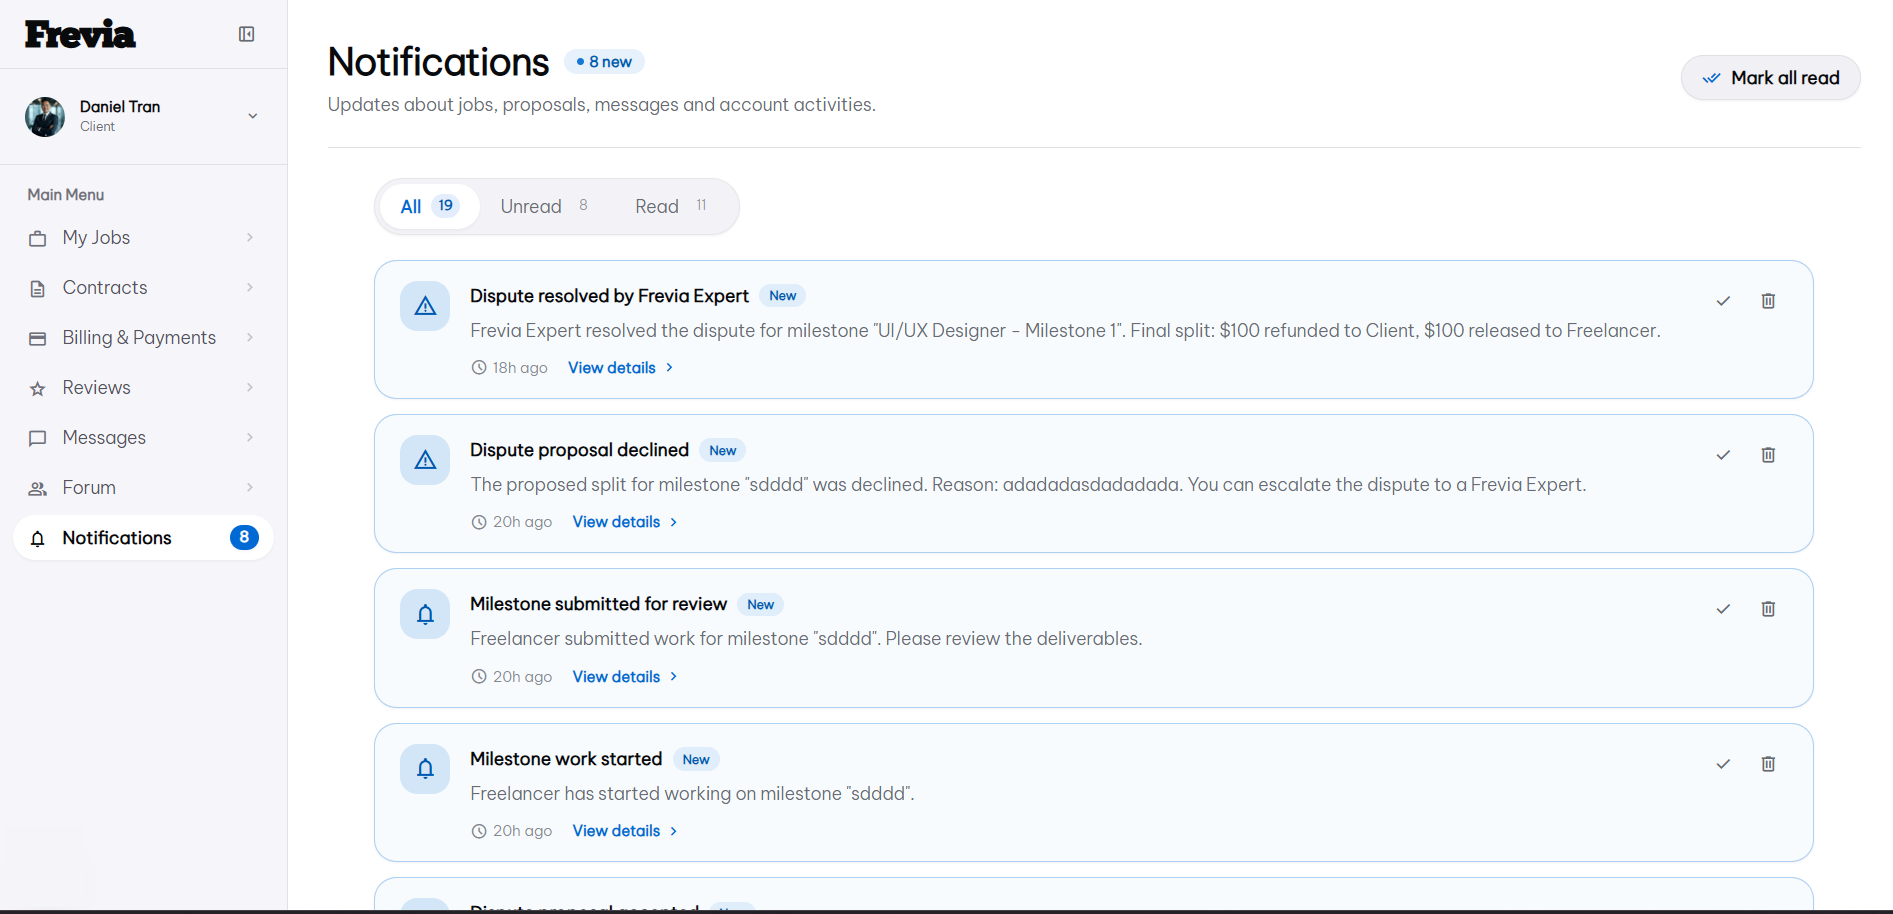 Frevia
Daniel Tran
Client
Main Menu
My Jobs
Contracts
Billing & Payments
Reviews
Messages
Forum
Notifications 8
Notifications 8 new
Updates about jobs, proposals, messages and account activities.
Mark all read
All 19 Unread 8 Read 11
Dispute resolved by Frevia Expert New
Frevia Expert resolved the dispute for milestone "UI/UX Designer - Milestone 1". Final split: $100 refunded to Client, $100 released to Freelancer.
18h ago View details
Dispute proposal declined New
The proposed split for milestone "sdddd" was declined. Reason: adadadasdadadada. You can escalate the dispute to a Frevia Expert.
20h ago View details
Milestone submitted for review New
Freelancer submitted work for milestone "sdddd". Please review the deliverables.
20h ago View details
Milestone work started New
Freelancer has started working on milestone "sdddd".
20h ago View details
Dispute proposal accepted